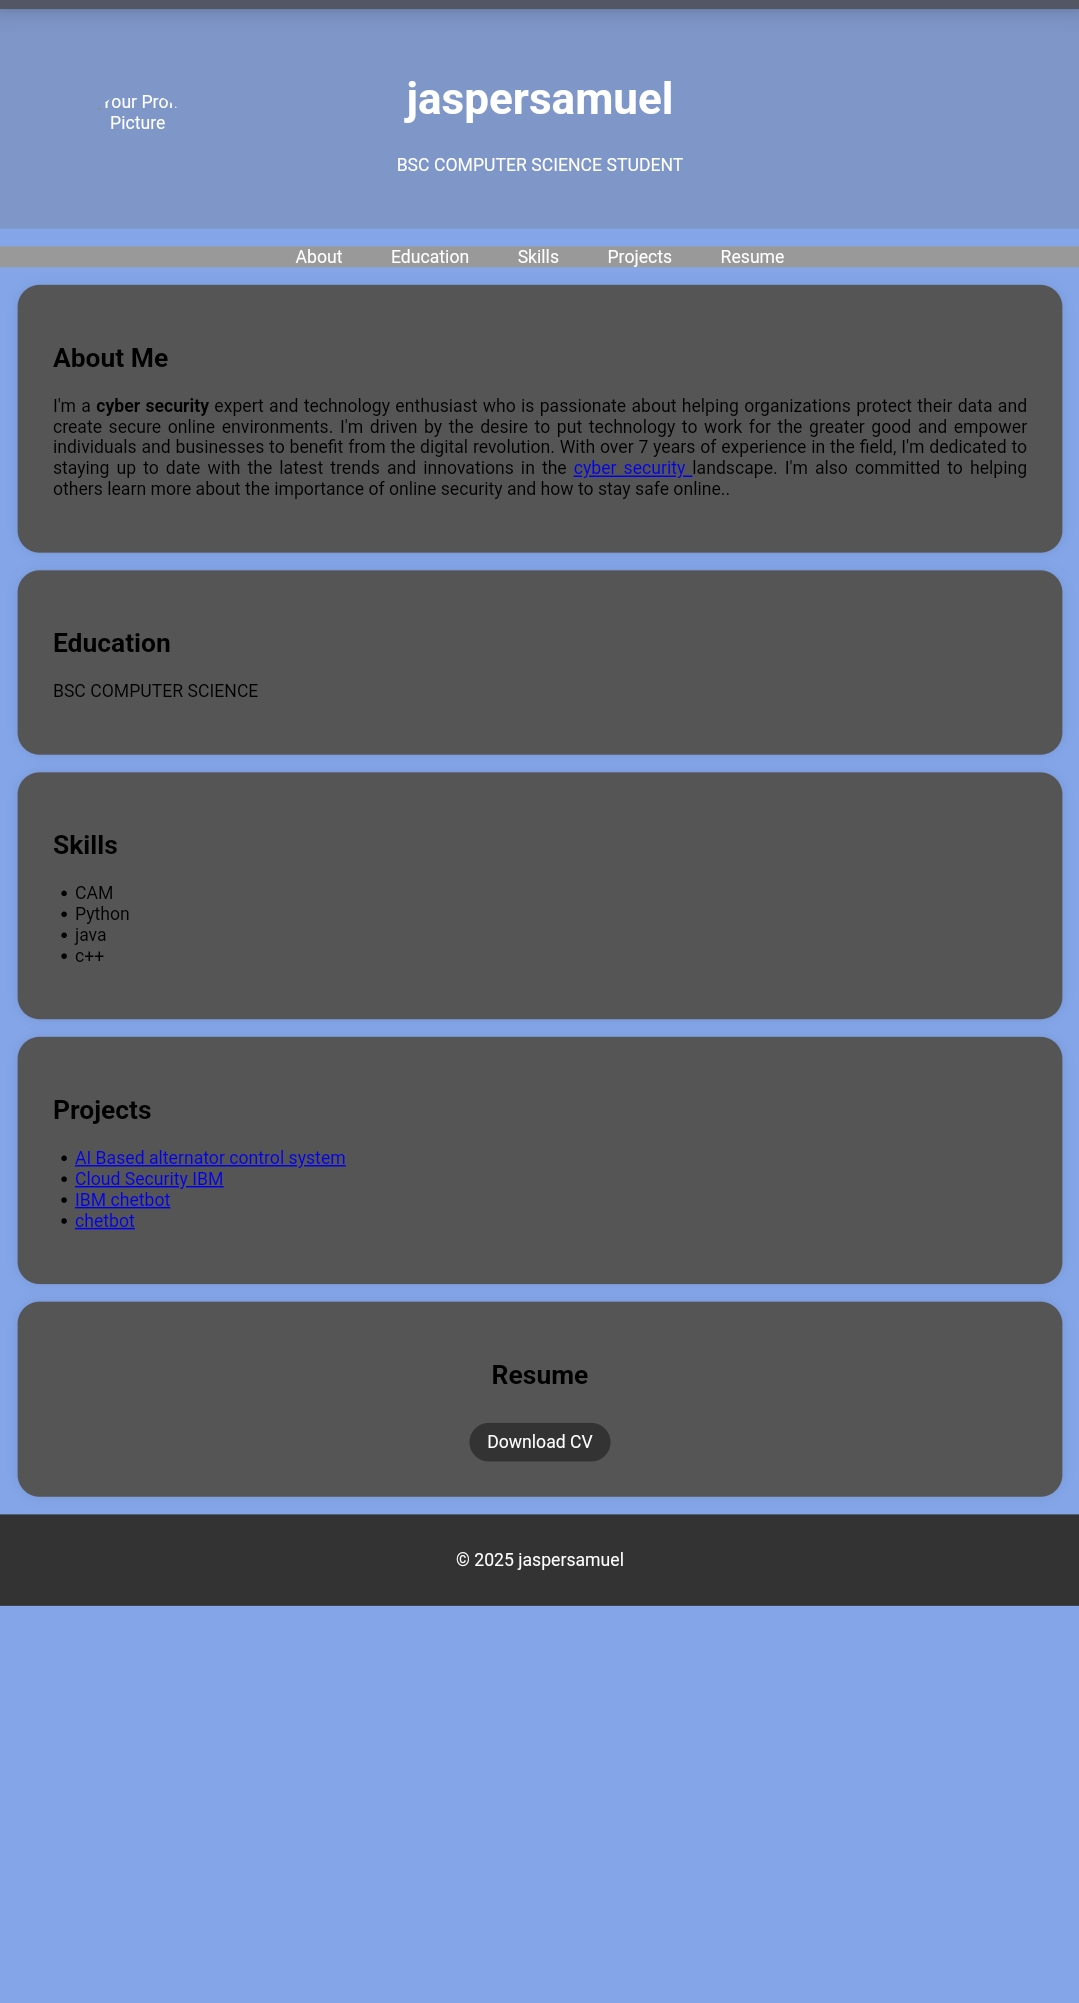 our Pro
Picture
jaspersamuel
BSC COMPUTER SCIENCE STUDENT
About Education Skills Projects Resume
About Me
I'm a cyber security expert and technology enthusiast who is passionate about helping organizations protect their data and
create secure online environments. I'm driven by the desire to put technology to work for the greater good and empower
individuals and businesses to benefit from the digital revolution. With over 7 years of experience in the field, I'm dedicated to
staying up to date with the latest trends and innovations in the cyber security landscape. I'm also committed to helping
others learn more about the importance of online security and how to stay safe online..
Education
BSC COMPUTER SCIENCE
Skills
• CAM
• Python
• java
• c++
Projects
• AI Based alternator control system
• Cloud Security IBM
• IBM chetbot
• chetbot
Resume
Download CV
© 2025 jaspersamuel